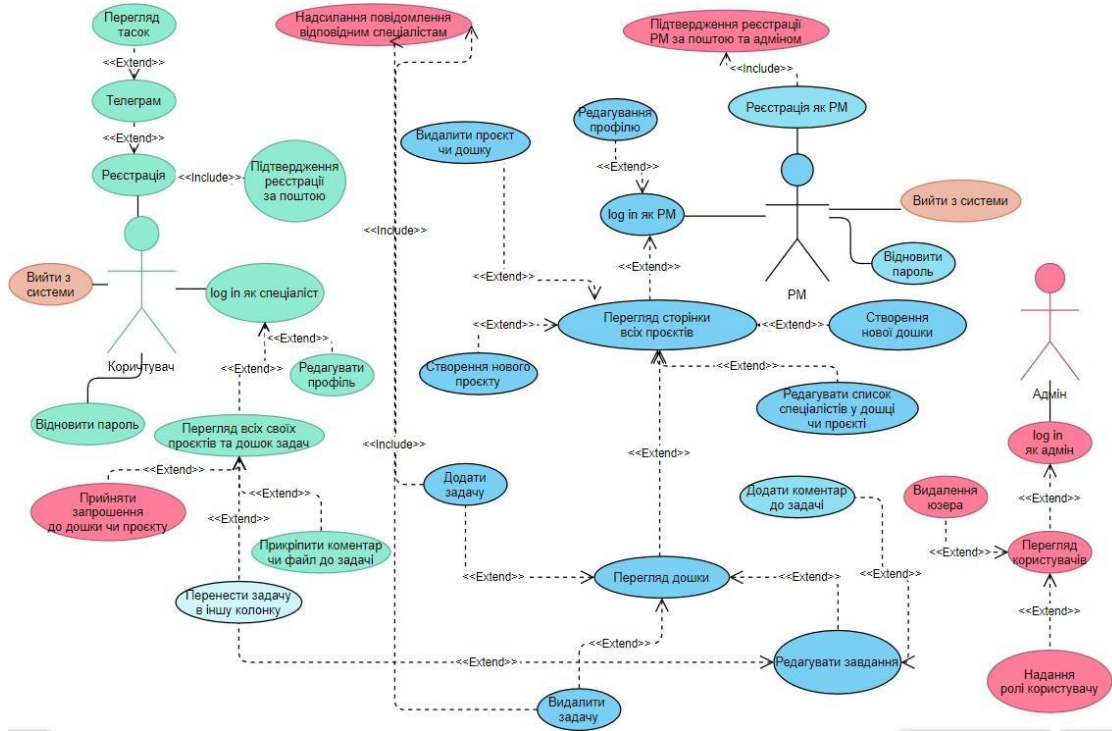 Перегляд
тасок
<<Extend>>
Телеграм
<<Extend>>
Реєстрація
<<Include>>
Підтвердження
реєстрації
за поштою
Надсилання повідомлення
відповідним спеціалістам
Підтвердження реєстрації
PM за поштою та адміном
<<Include>>
Реєстрація як PM
Редагування
профілю
<<Extend>>
Видалити проєкт
чи дошку
log in як PM
Вийти з системи
Відновити
пароль
PM
<<Include>>
<<Extend>>
<<Extend>>
Вийти з
системи
log in як спеціаліст
Коричтувач
<<Extend>>
<<Extend>>
Редагувати
профіль
Відновити пароль
Перегляд всіх своїх
проєктів та дошок задач
Перегляд сторінки
всіх проєктів
<<Extend>>
Створення
нової дошки
<<Extend>>
Створення нового
проєкту
<<Extend>>
Редагувати список
спеціалістів у дошці
чи проєкті
Адмін
log in
як адмін
<<Extend>>
<<Include>>
<<Extend>>
Прийняти
запрошення
до дошки чи проєкту
<<Extend>>
<<Extend>>
Прикріпити коментар
чи файл до задачі
Перенести задачу
в іншу колонку
Додати
задачу
<<Include>>
<<Extend>>
Додати коментар
до задачі
Видалення
юзера
<<Extend>>
<<Extend>>
Перегляд
користувачів
<<Extend>>
Перегляд дошки
<<Extend>>
<<Extend>>
<<Extend>>
<<Extend>>
<<Extend>>
Редагувати завдання
Видалити
задачу
Надання
ролі користувачу